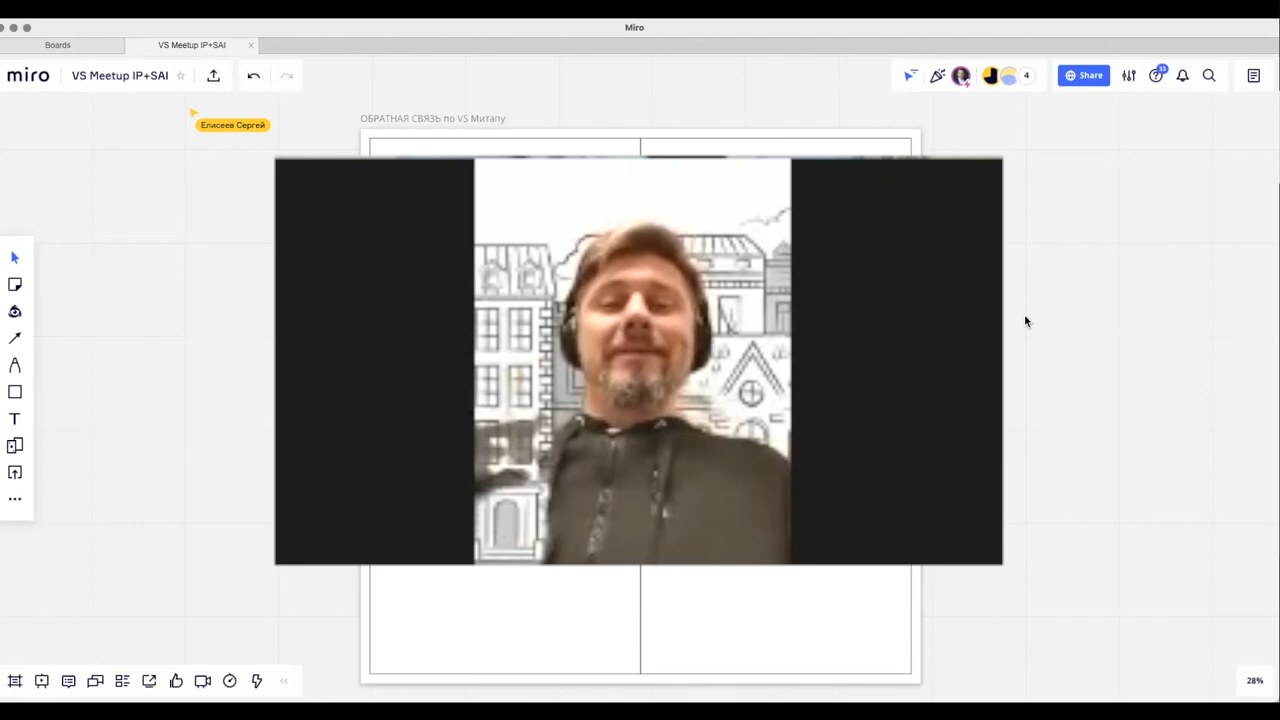 Miro
Boards
VS Meetup IP+SAI
miro
VS Meetup IP+SAI
4
Share
33
Елисеев Сергей
ОБРАТНАЯ СВЯЗЬ по VS Митапу
T
28%